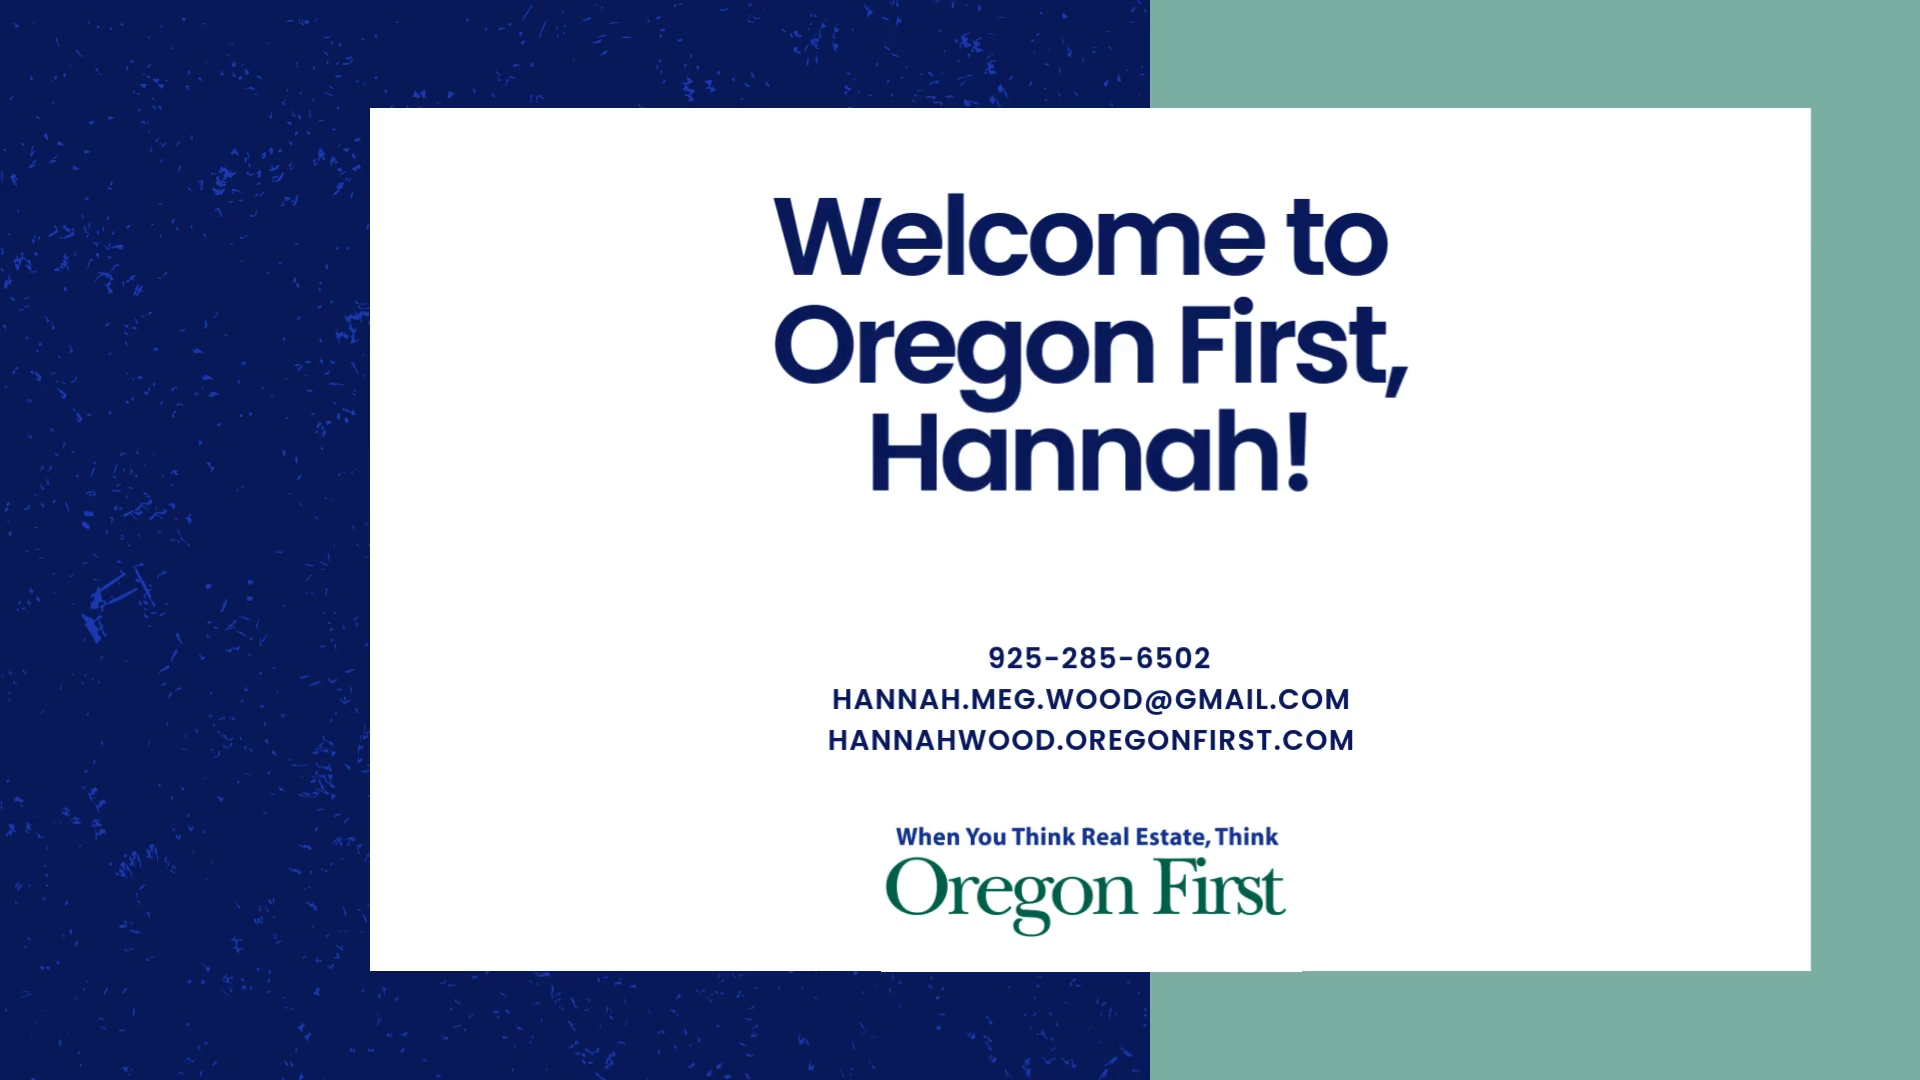 Welcome to
Oregon First,
Hannah!
925-285-6502
HANNAH.MEG.WOOD@GMAIL.COM
HANNAHWOOD.OREGONFIRST.COM
When You Think Real Estate, Think
Oregon First